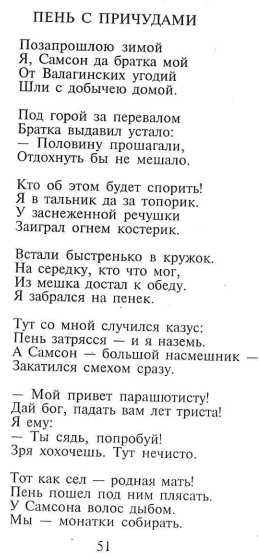 ПЕНЬ С ПРИЧУДАМИ
Позапрошлою зимой
Я, Самсон да братка мой
От Валагинских угодий
Шли с добычею домой.
Под горой за перевалом
Братка выдавил устало:
— Половину прошагали,
Отдохнуть бы не мешало.
Кто об этом будет спорить!
Я в тальник да за топорик.
У заснеженной речушки
Заиграл огнем костерик.
Встали быстренько в кружок.
На середку, кто что мог,
Из мешка достал к обеду.
Я забрался на пенек.
Тут со мной случился казус:
Пень затрясся — и я наземь.
А Самсон — большой насмешник —
Закатился смехом сразу.
— Мой привет парашютисту!
Дай бог, падать вам лет триста!
Я ему:
— Ты сядь, попробуй!
Зря хохочешь. Тут нечисто.
Тот как сел — родная мать!
Пень пошел под ним плясать.
У Самсона волос дыбом.
Мы — монатки собирать.
51